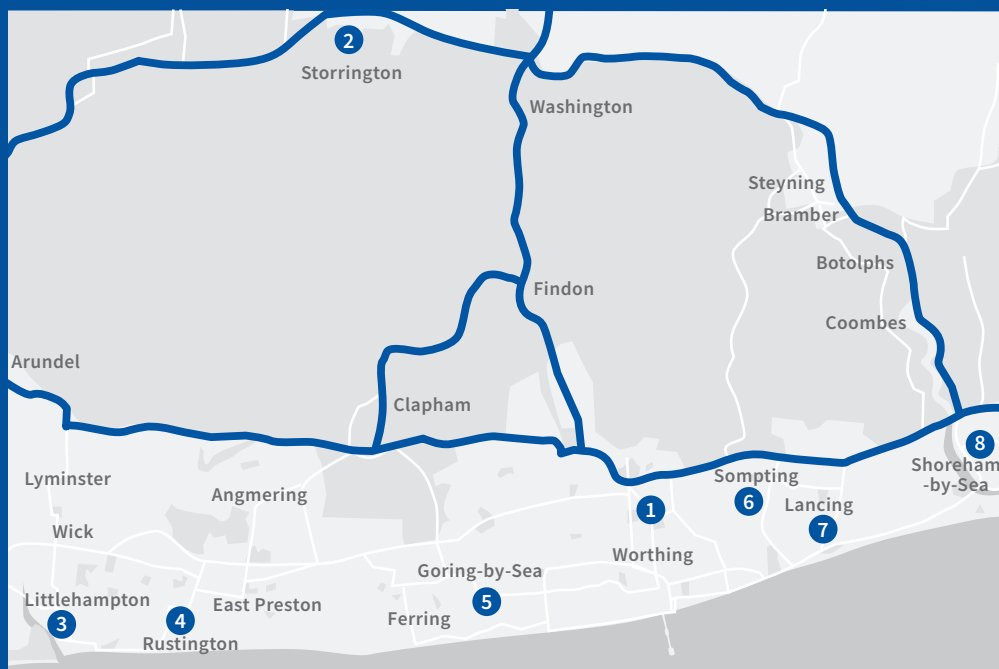 2
Storrington
Washington
Steyning
Bramber
Botolphs
Findon
Coombes
Arundel
Clapham
8
Shoreham
-by-Sea
Lyminster
Angmering
Sompting
6
Lancing
7
1
Worthing
Wick
Goring-by-Sea
5
Littlehampton
3
4
Rustington
East Preston
Ferring